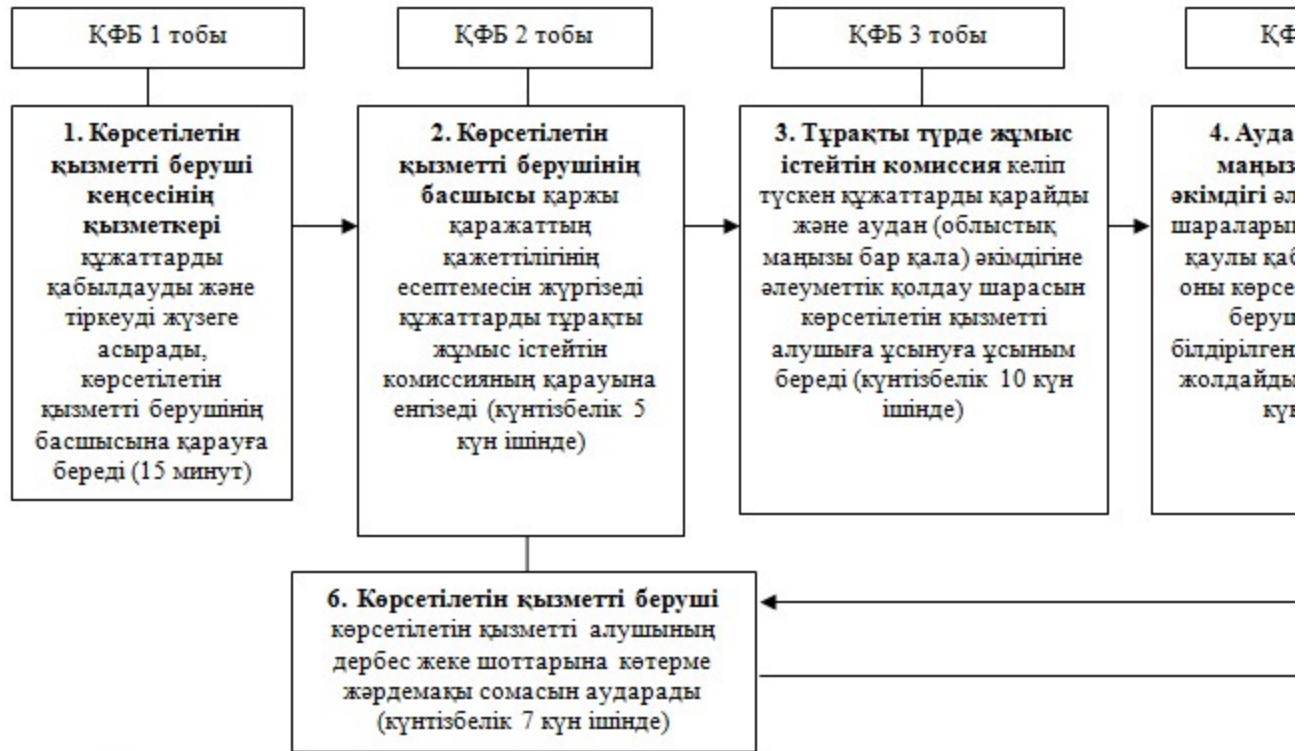 ҚФБ 1 тобы
ҚФБ 2 тобы
ҚФБ 3 тобы
1. Көрсетілетін
қызметті беруші
кеңсесінің
қызметкері
құжаттарды
қабылдауды және
тіркеуді жүзеге
асырады,
көрсетілетін
қызметті берушінің
басшысына қарауға
береді (15 минут)
2. Көрсетілетін
қызметті берушінің
басшысы қаржы
қаражаттың
қажеттілігінің
есептемесін жүргізеді
құжаттарды тұрақты
жұмыс істейтін
комиссияның қарауына
енгізеді (күнтізбелік 5
күн ішінде)
3. Тұрақты түрде жұмыс
істейтін комиссия келіп
түскен құжаттарды қарайды
және аудан (облыстық
маңызы бар қала) әкімдігіне
әлеуметтік қолдау шарасын
көрсетілетін қызметті
алушыға ұсынуға ұсыным
береді (күнтізбелік 10 күн
ішінде)
4.
әкімдігі
оны
жолдайды
6. Көрсетілетін қызметті беруші
көрсетілетін қызметті алушының
дербес жеке шоттарына көтерме
жәрдемақы сомасын аударады
(күнтізбелік 7 күн ішінде)